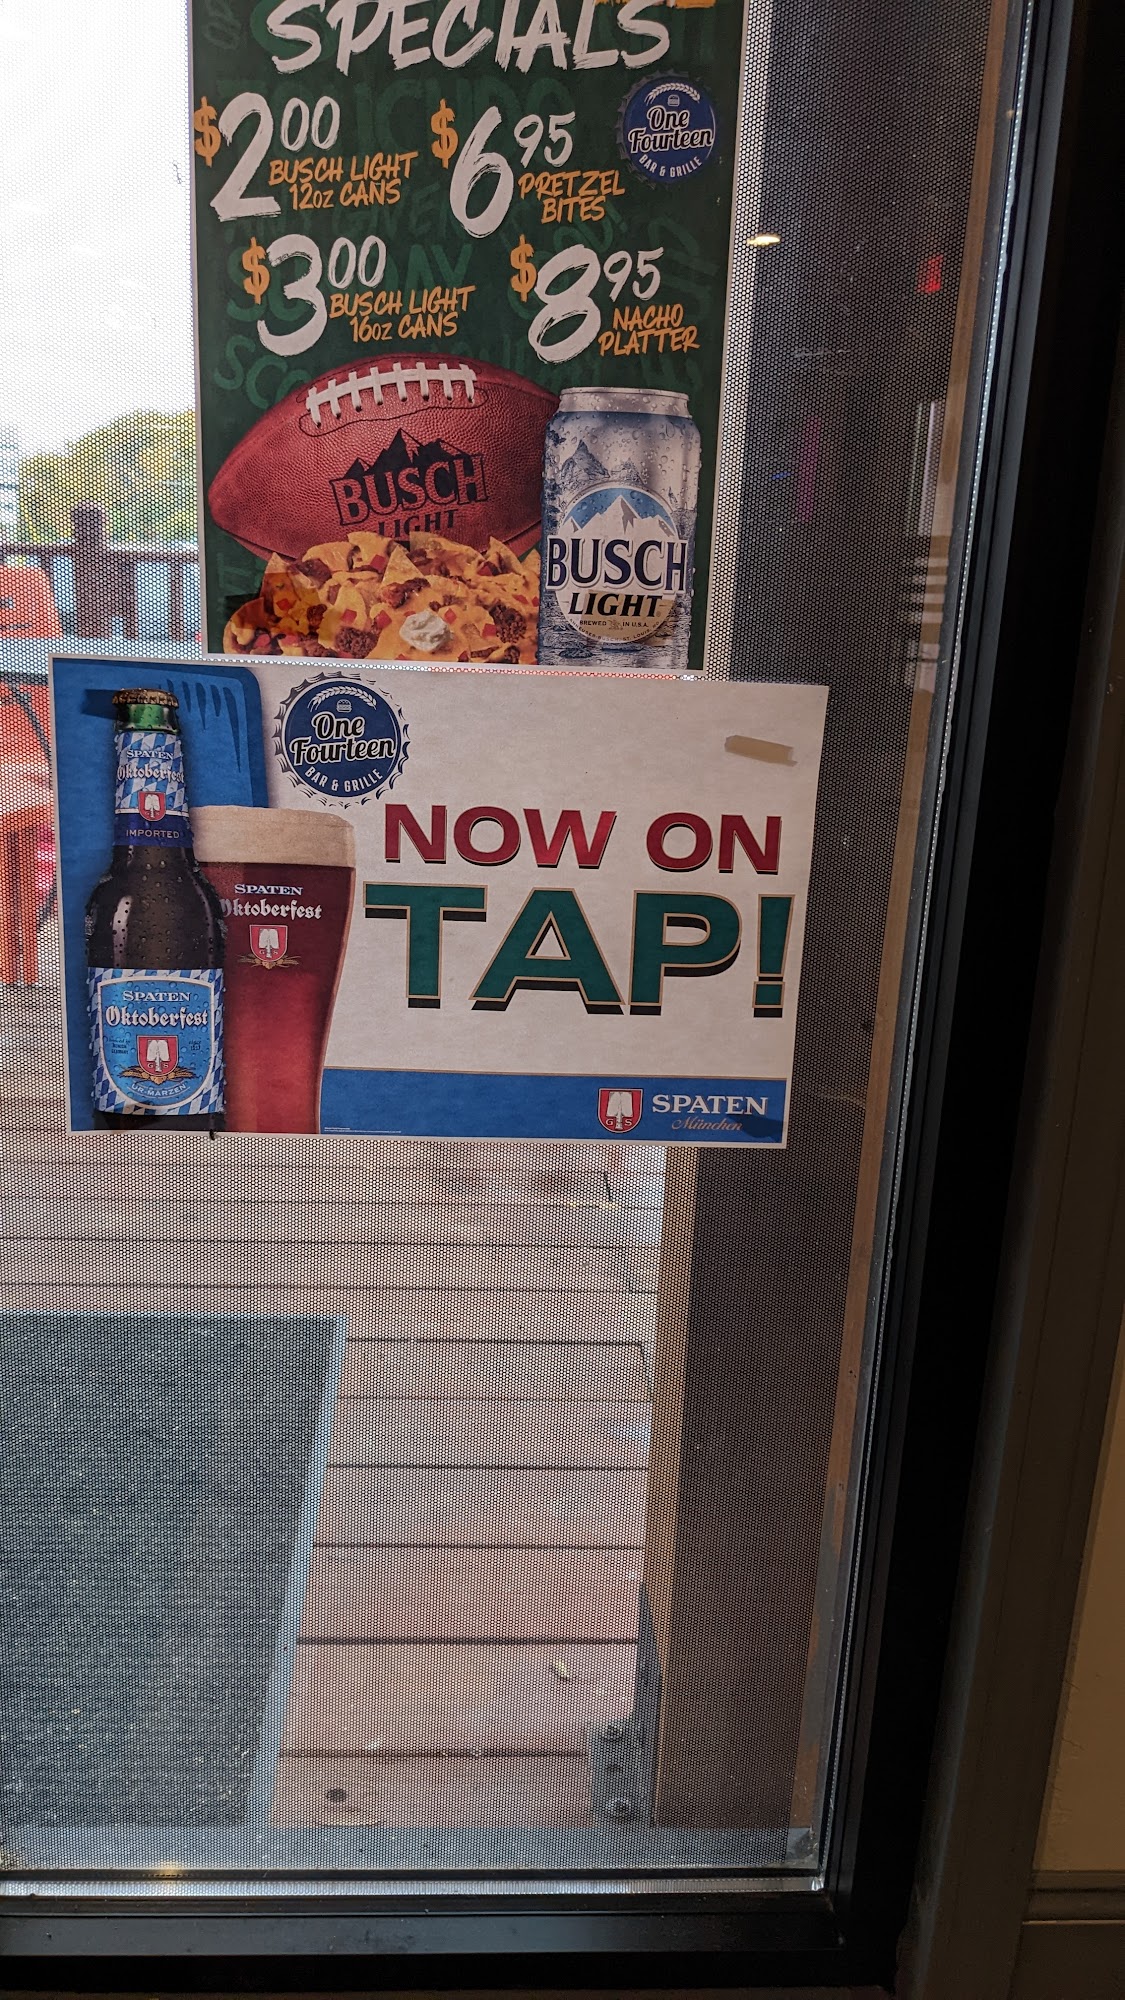 SPECIALS
$2.00
BUSCH LIGHT
12OZ CANS
$6.95
PRETZEL
BITES
One
Fourteen
BAR & GRILLE
$3.00
BUSCH LIGHT
16OZ CANS
$8.95
NACHO
PLATTER
BUSCH
LIGHT
BUSCH
LIGHT
BREWED IN U.S.A.
One
Fourteen
BAR & GRILLE
NOW ON
TAP!
SPATEN
Oktoberfest
IMPORTED
SPATEN
Oktoberfest
SPATEN
Oktoberfest
UR-MÄRZEN
G S
SPATEN
München